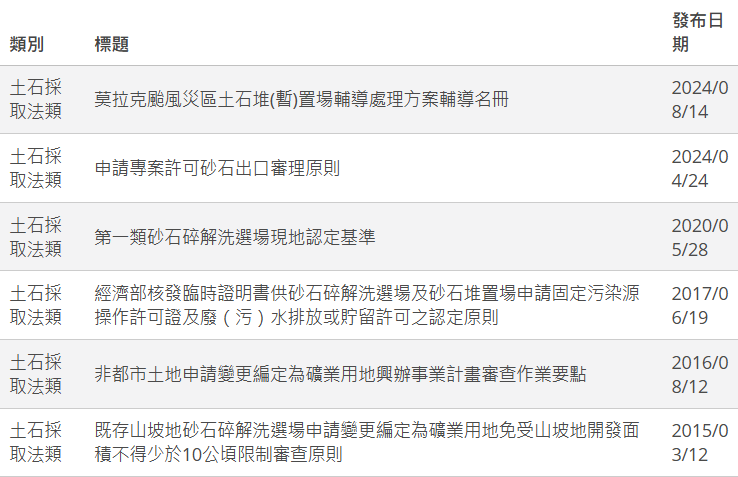 類別 標題 發布日期
土石採取法類 莫拉克颱風災區土石堆(暫)置場輔導處理方案輔導名冊 2024/08/14
土石採取法類 申請專案許可砂石出口審理原則 2024/04/24
土石採取法類 第一類砂石碎解洗選場現地認定基準 2020/05/28
土石採取法類 經濟部核發臨時證明書供砂石碎解洗選場及砂石堆置場申請固定污染源操作許可證及廢（污）水排放或貯留許可之認定原則 2017/06/19
土石採取法類 非都市土地申請變更編定為礦業用地興辦事業計畫審查作業要點 2016/08/12
土石採取法類 既存山坡地砂石碎解洗選場申請變更編定為礦業用地免受山坡地開發面積不得少於10公頃限制審查原則 2015/03/12